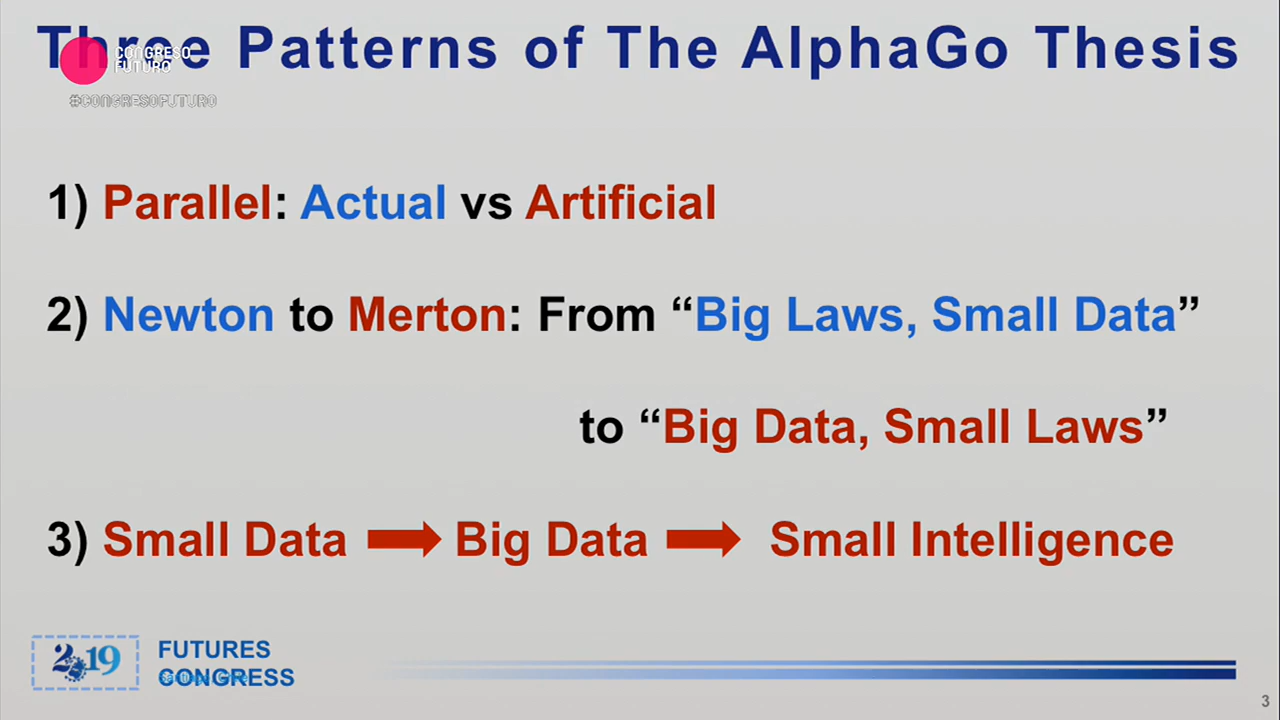 Three Patterns of The AlphaGo Thesis
CONGRESO
FUTURO
#CONGRESOFUTURO
1) Parallel: Actual vs Artificial
2) Newton to Merton: From “Big Laws, Small Data”
to “Big Data, Small Laws”
3) Small Data Big Data Small Intelligence
2019
FUTURES
CONGRESS
3